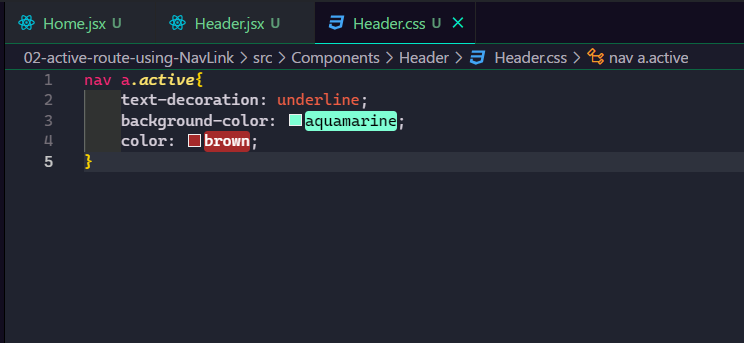 Home.jsx U Header.jsx U Header.css U
02-active-route-using-NavLink > src > Components > Header > Header.css > nav a.active
1 nav a.active{
2 text-decoration: underline;
3 background-color: aquamarine;
4 color: brown;
5 }